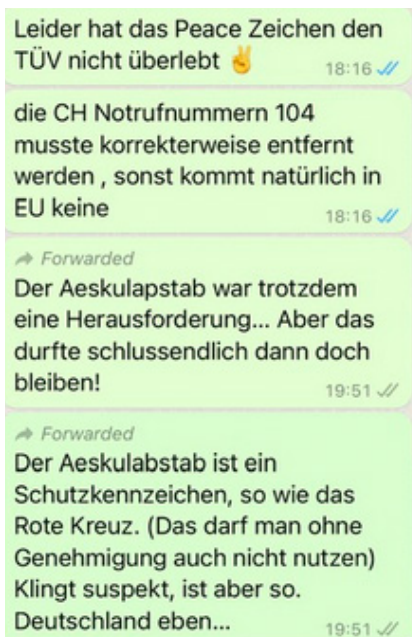 Leider hat das Peace Zeichen den
TÜV nicht überlebt ✌️
18:16
die CH Notrufnummern 104
musste korrekterweise entfernt
werden , sonst kommt natürlich in
EU keine
18:16
Forwarded
Der Aeskulapstab war trotzdem
eine Herausforderung... Aber das
durfte schlussendlich dann doch
bleiben!
19:51
Forwarded
Der Aeskulabstab ist ein
Schutzkennzeichen, so wie das
Rote Kreuz. (Das darf man ohne
Genehmigung auch nicht nutzen)
Klingt suspekt, ist aber so.
Deutschland eben...
19:51